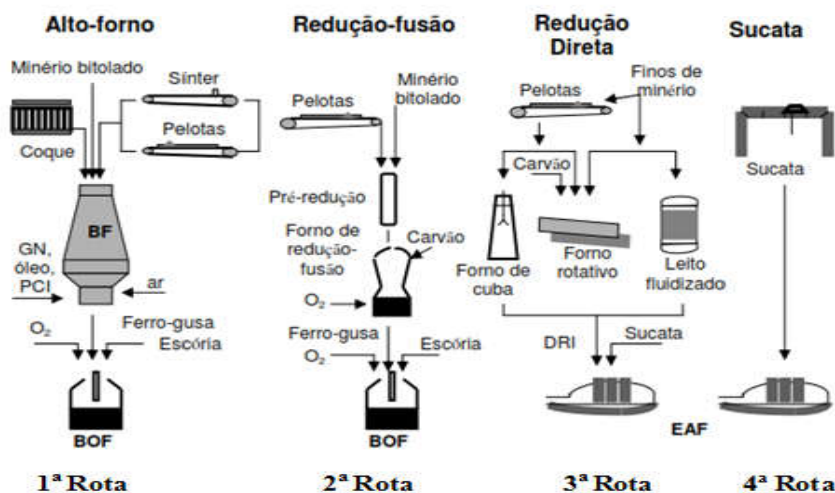 Alto-forno
Minério bitolado
Sínter
Pelotas
Coque
BF
GN,
óleo,
PCI
ar
O₂
Ferro-gusa
Escória
BOF
1ª Rota
Redução-fusão
Pelotas
Minério
bitolado
Pré-redução
Forno de
redução-
fusão
Carvão
O₂
Ferro-gusa
O₂
Escória
BOF
2ª Rota
Redução
Direta
Pelotas
Finos de
minério
Carvão
Forno de
cuba
Forno
rotativo
Leito
fluidizado
DRI
Sucata
EAF
3ª Rota
Sucata
Sucata
4ª Rota